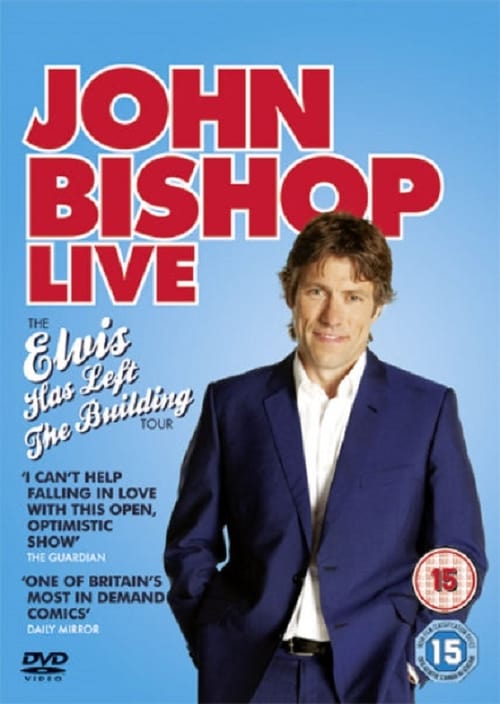 JOHN
BISHOP
LIVE
THE
Elvis
Has Left
The Building
TOUR
'I CAN'T HELP
FALLING IN LOVE
WITH THIS OPEN,
OPTIMISTIC
SHOW'
THE GUARDIAN
'ONE OF BRITAIN'S
MOST IN DEMAND
COMICS'
DAILY MIRROR
15
15
DVD
VIDEO